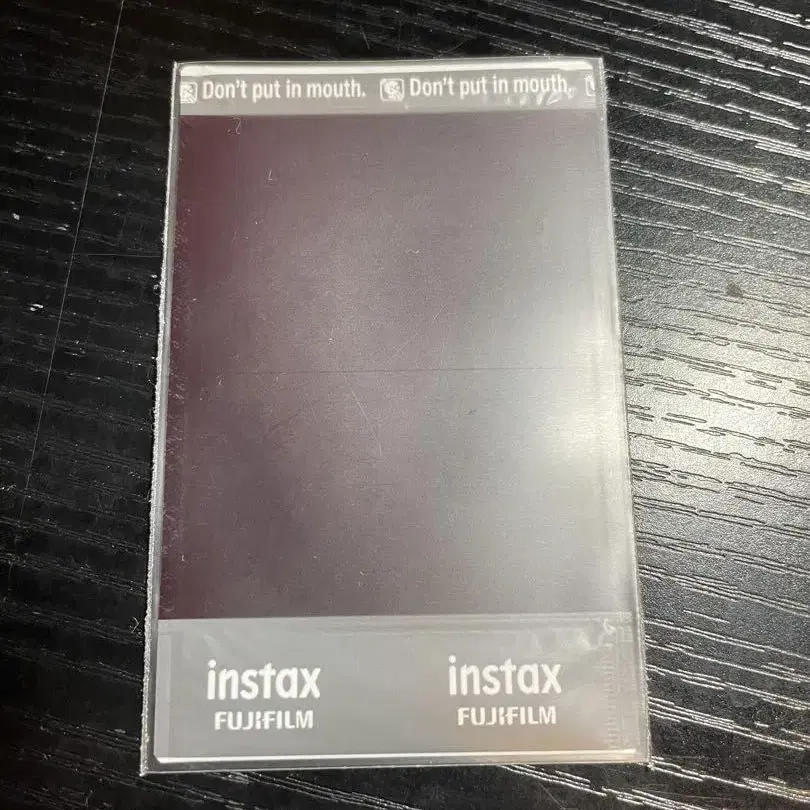 Don't put in mouth. Don't put in mouth.
instax instax
FUJIFILM FUJIFILM